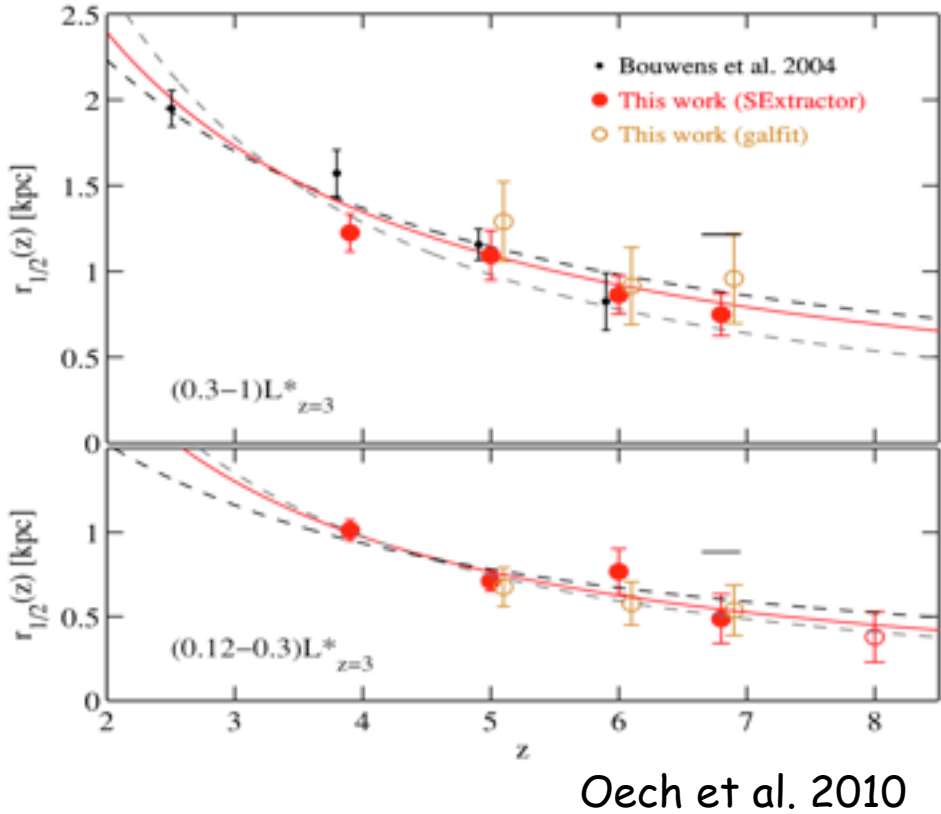 2.5
2
1.5
1
0.5
0
r1/2(z) [kpc]
Bouwens et al. 2004
This work (SExtractor)
This work (galfit)
(0.3−1)L*z=3
1
0.5
0
r1/2(z) [kpc]
(0.12−0.3)L*z=3
2 3 4 5 6 7 8
z
Oech et al. 2010